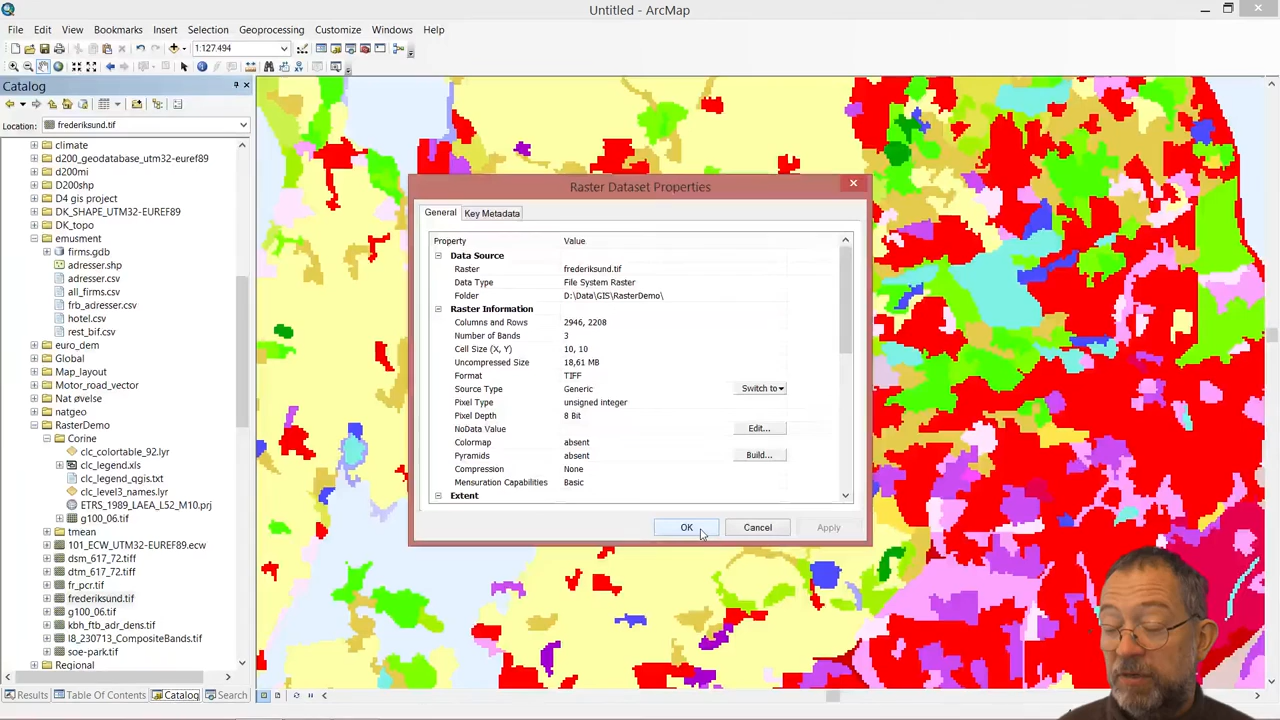 Untitled - ArcMap
File Edit View Bookmarks Insert Selection Geoprocessing Customize Windows Help
1:127.494
Catalog
Location: frederiksund.tif
climate
d200_geodatabase_utm32-euref89
d200mi
D200shp
D4 gis project
DK_SHAPE_UTM32-EUREF89
DK_topo
emusment
firms.gdb
adresser.shp
adresser.csv
all_firms.csv
frb_adresser.csv
hotel.csv
rest_bif.csv
euro_dem
Global
Map_layout
Motor_road_vector
Nat øvelse
natgeo
RasterDemo
Corine
clc_colortable_92.lyr
clc_legend.xls
clc_legend_qgis.txt
clc_level3_names.lyr
ETRS_1989_LAEA_L52_M10.prj
g100_06.tif
tmean
101_ECW_UTM32-EUREF89.ecw
dsm_617_72.tiff
dtm_617_72.tiff
fr_pct.tif
frederiksund.tif
g100_06.tif
kbh_ftb_adr_dens.tif
l8_230713_CompositeBands.tif
soe-park.tif
Regional
Results Table Of Contents Catalog Search
Raster Dataset Properties
General Key Metadata
Property Value
Data Source
Raster frederiksund.tif
Data Type File System Raster
Folder D:\Data\GIS\RasterDemo\
Raster Information
Columns and Rows 2946, 2208
Number of Bands 3
Cell Size (X, Y) 10, 10
Uncompressed Size 18,61 MB
Format TIFF
Source Type Generic Switch to
Pixel Type unsigned integer
Pixel Depth 8 Bit
NoData Value Edit...
Colormap absent
Pyramids absent Build...
Compression None
Mensuration Capabilities Basic
Extent
OK Cancel Apply